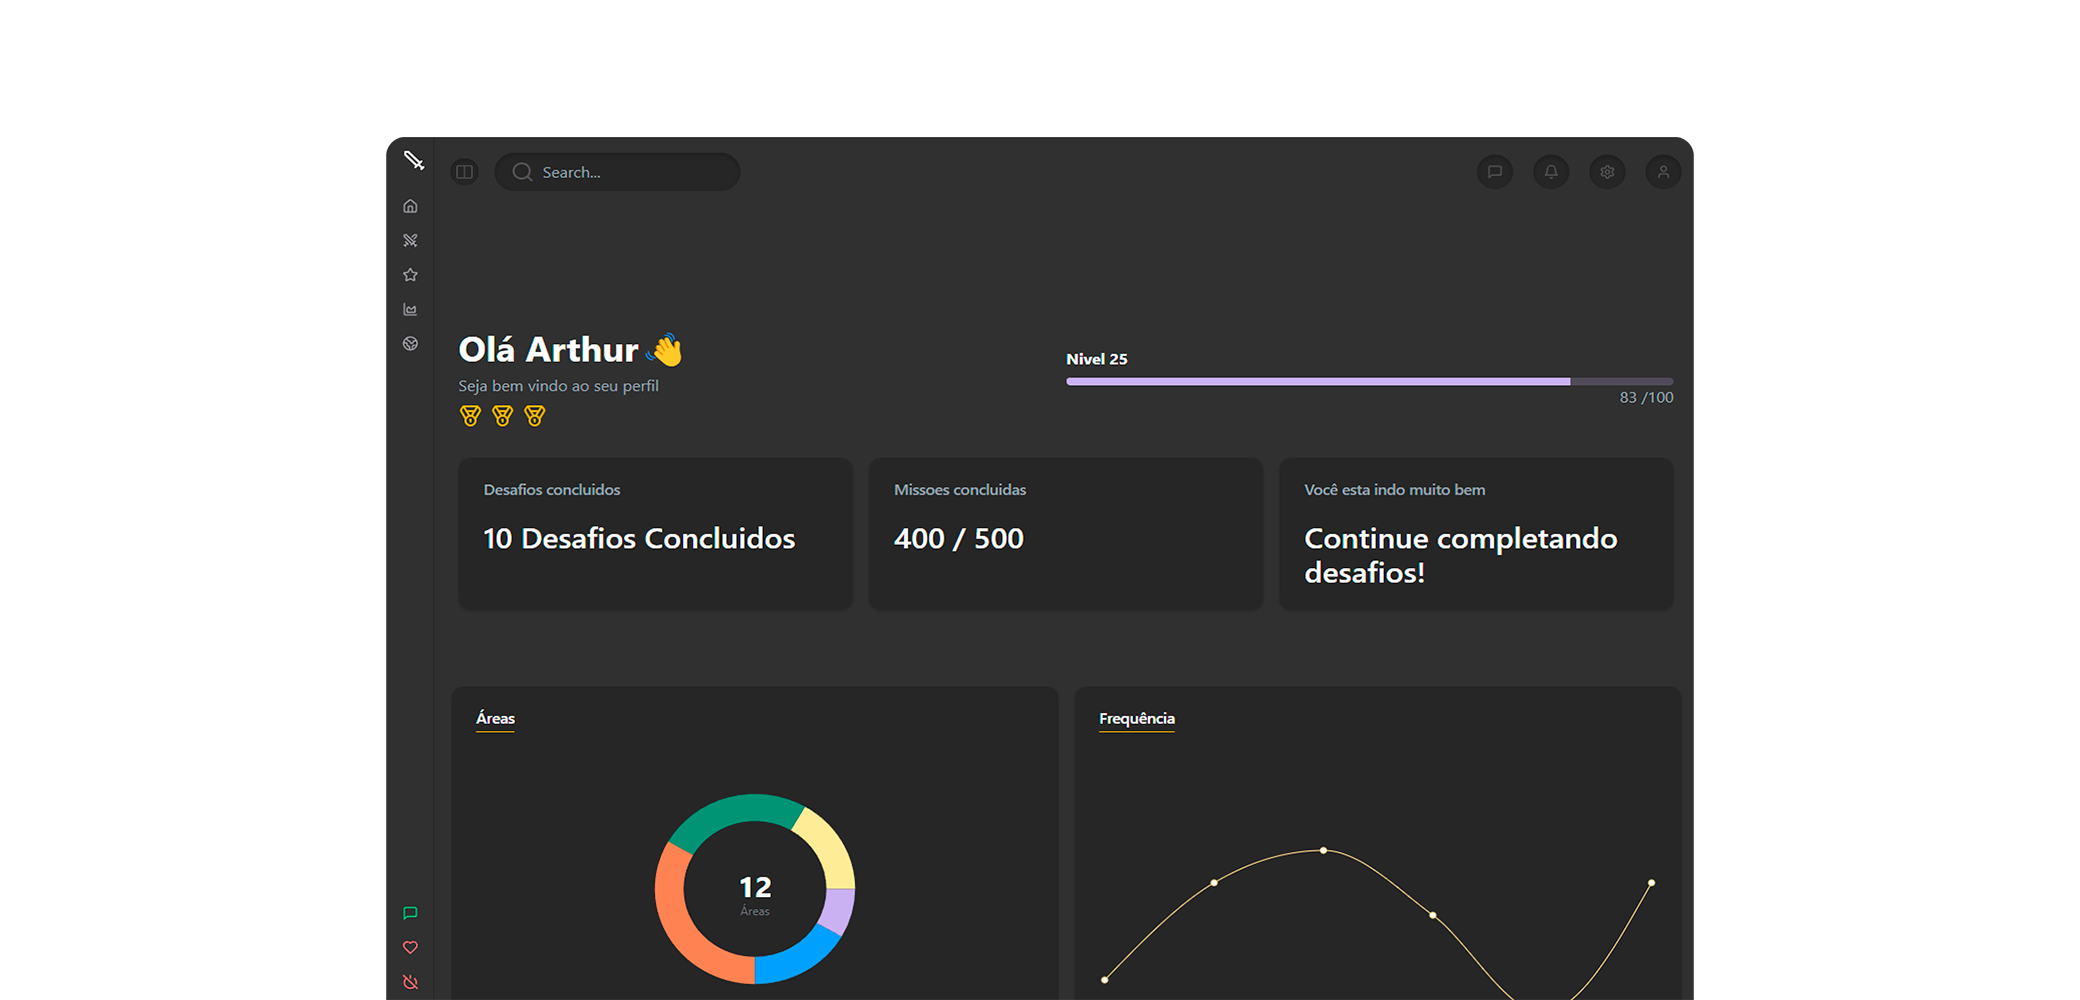 Search...
Olá Arthur
Seja bem vindo ao seu perfil
Nivel 25
83 /100
Desafios concluidos
10 Desafios Concluidos
Missoes concluidas
400 / 500
Você esta indo muito bem
Continue completando
desafios!
Áreas
12
Áreas
Frequência